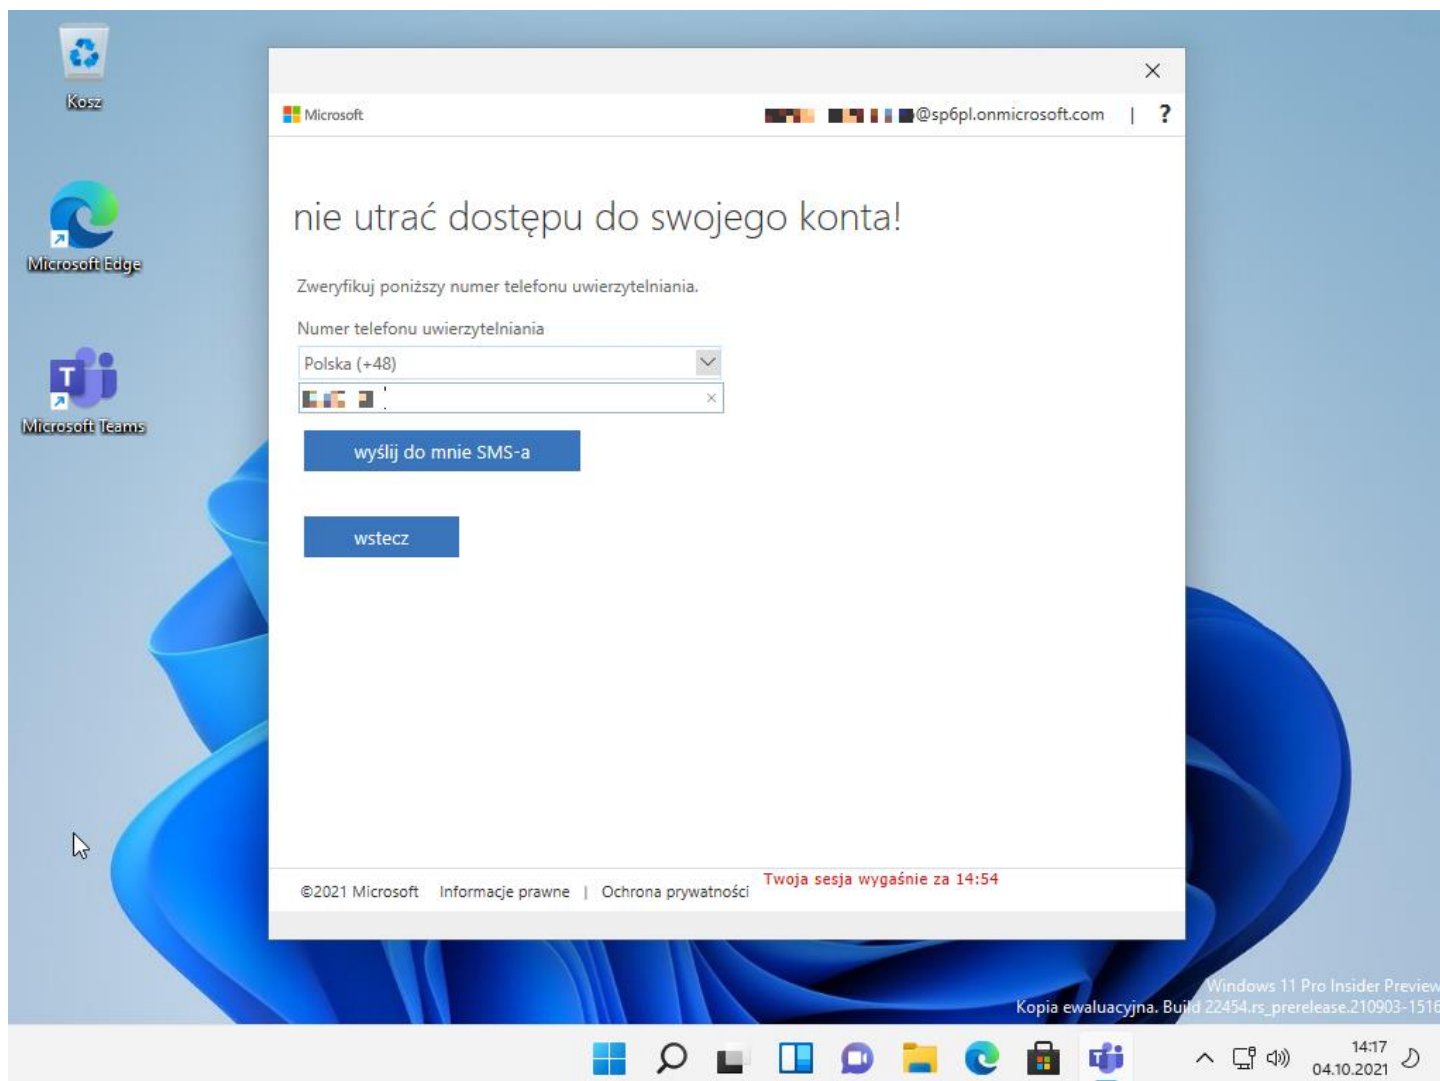 Kosz
Microsoft Edge
Microsoft Teams
Microsoft
@sp6pl.onmicrosoft.com | ?
nie utrać dostępu do swojego konta!
Zweryfikuj poniższy numer telefonu uwierzytelniania.
Numer telefonu uwierzytelniania
Polska (+48)
wyślij do mnie SMS-a
wstecz
©2021 Microsoft Informacje prawne | Ochrona prywatności
Twoja sesja wygaśnie za 14:54
Windows 11 Pro Insider Preview
Kopia ewaluacyjna. Build 22454.rs_prerelease.210903-1516
14:17
04.10.2021